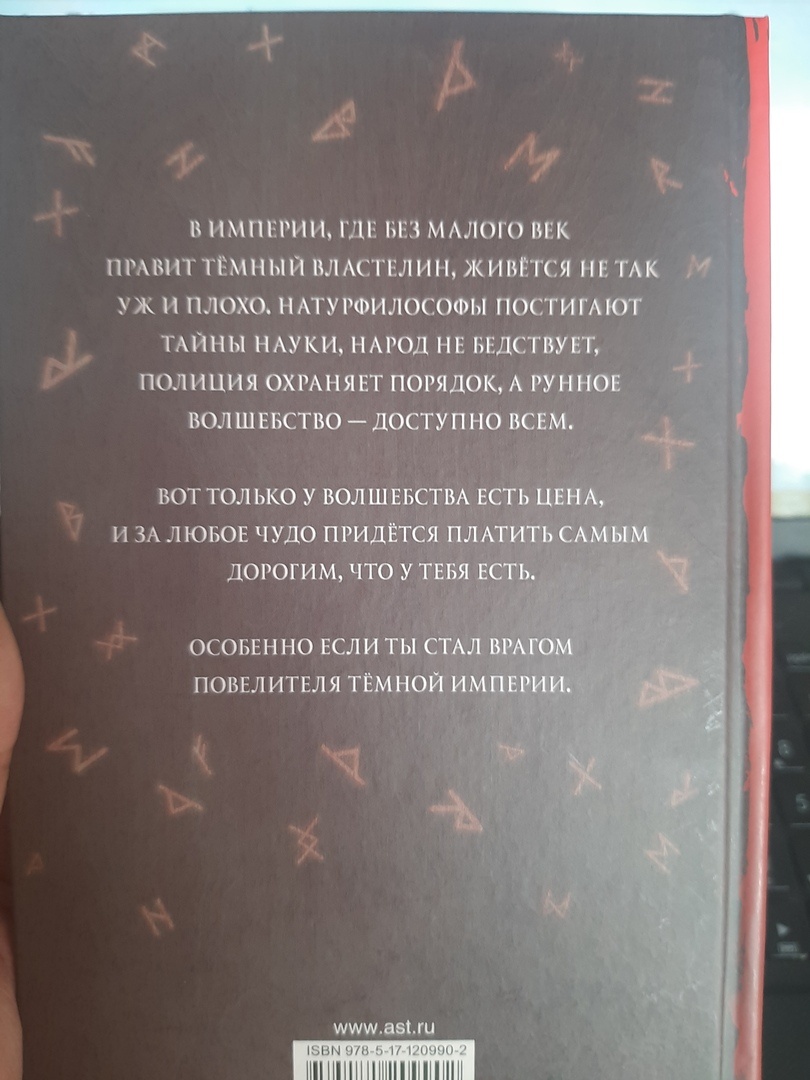 В ИМПЕРИИ, ГДЕ БЕЗ МАЛОГО ВЕК
ПРАВИТ ТЁМНЫЙ ВЛАСТЕЛИН, ЖИВЁТСЯ НЕ ТАК
УЖ И ПЛОХО. НАТУРФИЛОСОФЫ ПОСТИГАЮТ
ТАЙНЫ НАУКИ, НАРОД НЕ БЕДСТВУЕТ,
ПОЛИЦИЯ ОХРАНЯЕТ ПОРЯДОК, А РУННОЕ
ВОЛШЕБСТВО — ДОСТУПНО ВСЕМ.
ВОТ ТОЛЬКО У ВОЛШЕБСТВА ЕСТЬ ЦЕНА,
И ЗА ЛЮБОЕ ЧУДО ПРИДЁТСЯ ПЛАТИТЬ САМЫМ
ДОРОГИМ, ЧТО У ТЕБЯ ЕСТЬ.
ОСОБЕННО ЕСЛИ ТЫ СТАЛ ВРАГОМ
ПОВЕЛИТЕЛЯ ТЁМНОЙ ИМПЕРИИ.
www.ast.ru
ISBN 978-5-17-120990-2